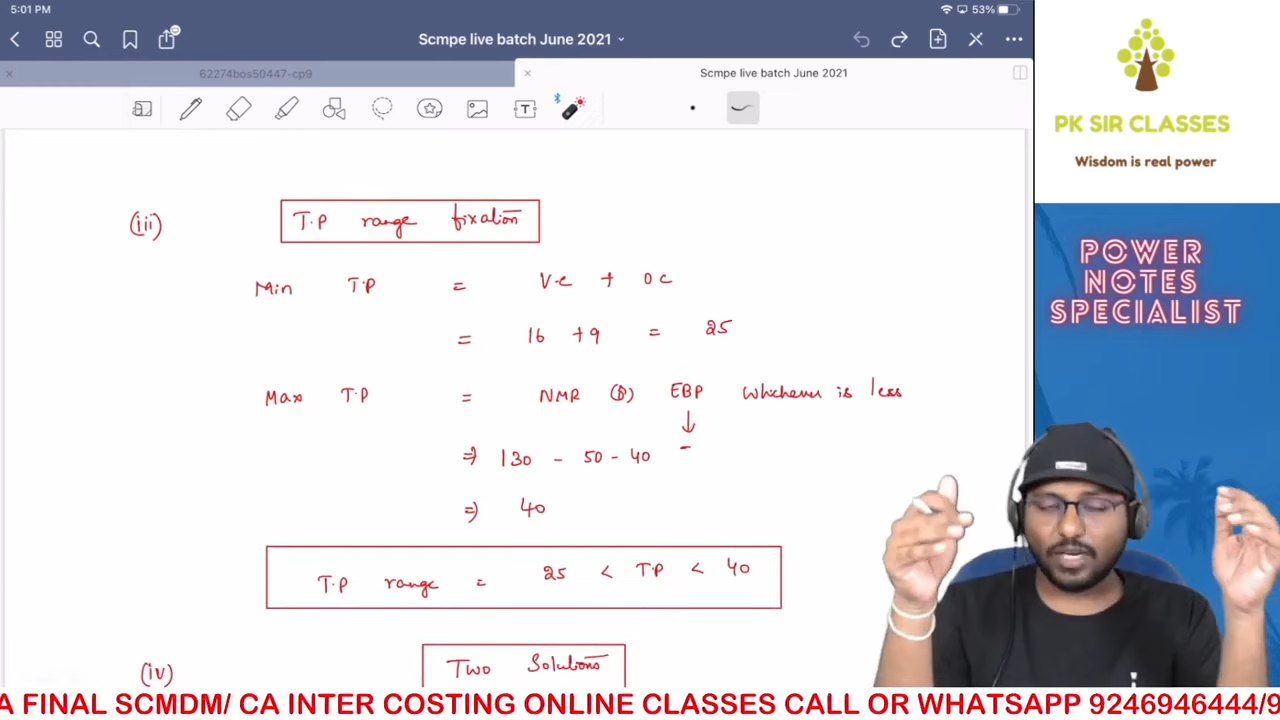 5:01 PM
53%
Scmpe live batch June 2021
62274bos50447-cp9
Scmpe live batch June 2021
T
PK SIR CLASSES
Wisdom is real power
POWER
NOTES
SPECIALIST
(iii) T.P range fixation
Min T.P = V.C + OC
= 16 + 9 = 25
Max T.P = NMR (or) EBP whichever is less
↓
⇒ 130 - 50 - 40 -
⇒ 40
T.P range = 25 < TP < 40
(iv) Two Solutions
A FINAL SCMDM/ CA INTER COSTING ONLINE CLASSES CALL OR WHATSAPP 9246946444/9